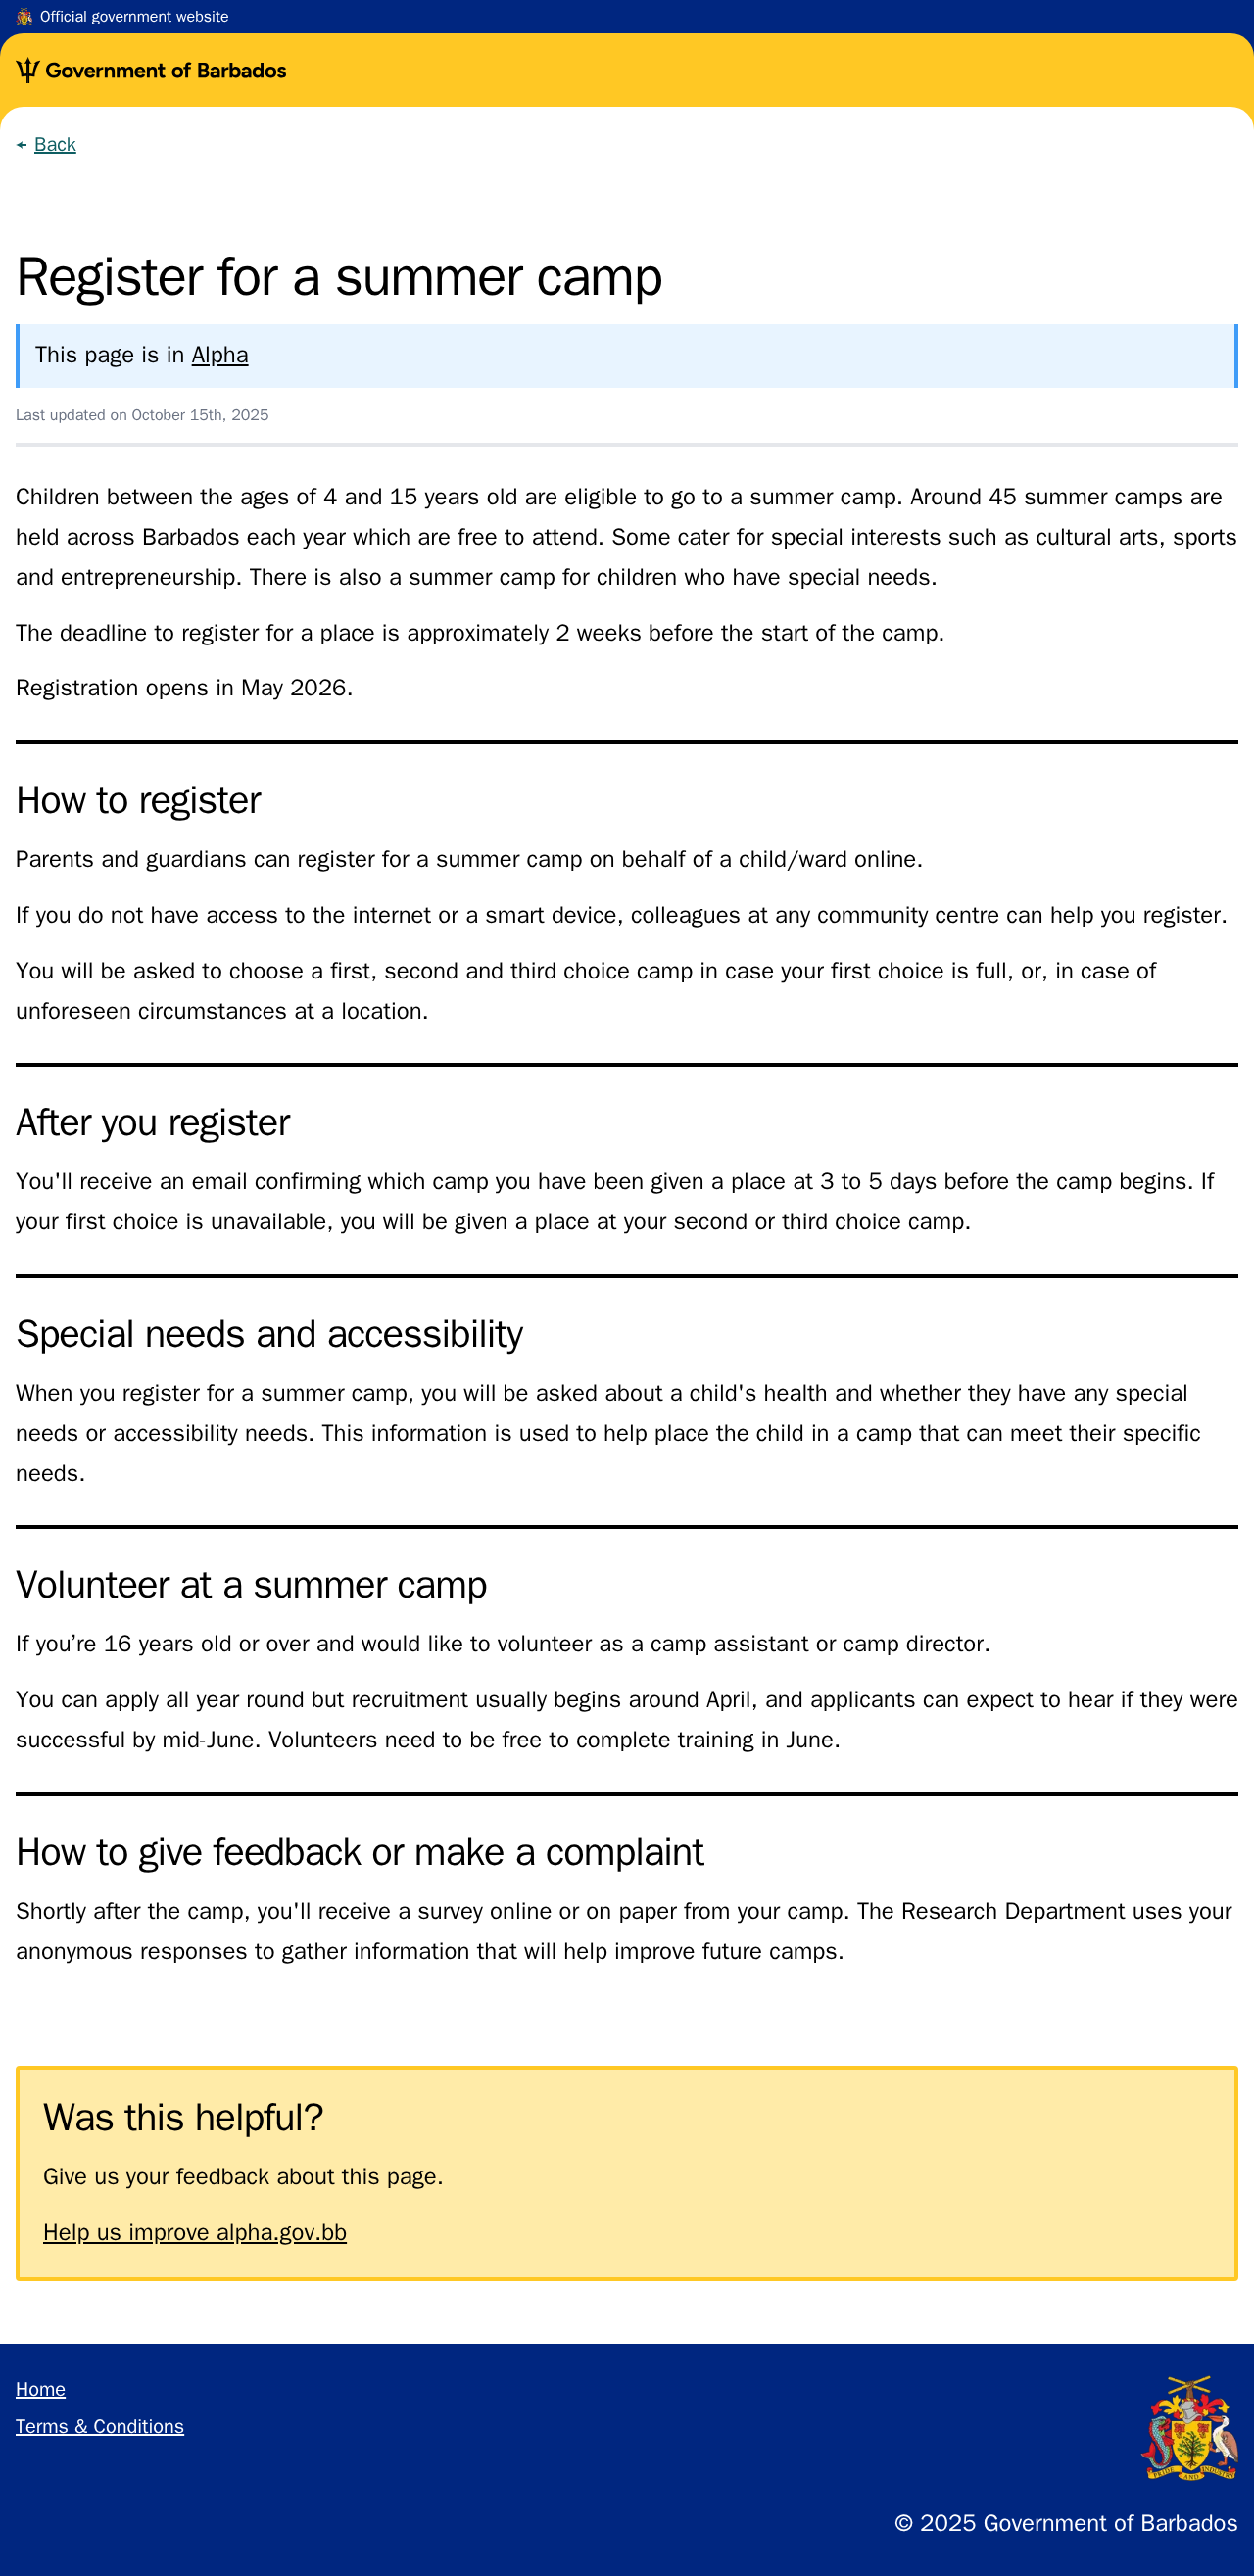 Official government website
Government of Barbados
← Back
Register for a summer camp
This page is in Alpha
Last updated on October 15th, 2025
Children between the ages of 4 and 15 years old are eligible to go to a summer camp. Around 45 summer camps are
held across Barbados each year which are free to attend. Some cater for special interests such as cultural arts, sports
and entrepreneurship. There is also a summer camp for children who have special needs.
The deadline to register for a place is approximately 2 weeks before the start of the camp.
Registration opens in May 2026.
How to register
Parents and guardians can register for a summer camp on behalf of a child/ward online.
If you do not have access to the internet or a smart device, colleagues at any community centre can help you register.
You will be asked to choose a first, second and third choice camp in case your first choice is full, or, in case of
unforeseen circumstances at a location.
After you register
You'll receive an email confirming which camp you have been given a place at 3 to 5 days before the camp begins. If
your first choice is unavailable, you will be given a place at your second or third choice camp.
Special needs and accessibility
When you register for a summer camp, you will be asked about a child's health and whether they have any special
needs or accessibility needs. This information is used to help place the child in a camp that can meet their specific
needs.
Volunteer at a summer camp
If you’re 16 years old or over and would like to volunteer as a camp assistant or camp director.
You can apply all year round but recruitment usually begins around April, and applicants can expect to hear if they were
successful by mid-June. Volunteers need to be free to complete training in June.
How to give feedback or make a complaint
Shortly after the camp, you'll receive a survey online or on paper from your camp. The Research Department uses your
anonymous responses to gather information that will help improve future camps.
Was this helpful?
Give us your feedback about this page.
Help us improve alpha.gov.bb
Home
Terms & Conditions
PRIDE AND INDUSTRY
© 2025 Government of Barbados